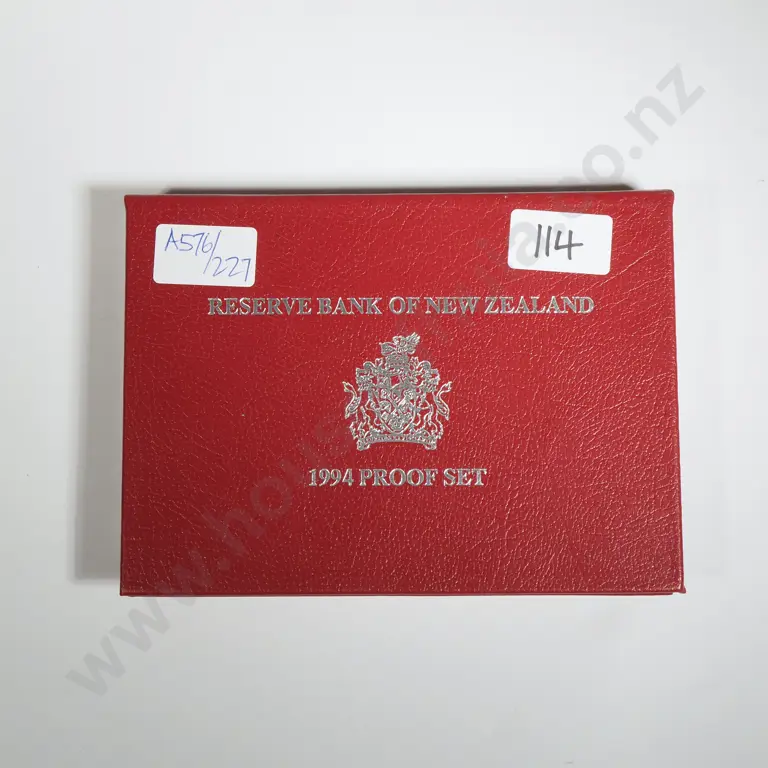 A576/
/227
114
RESERVE BANK OF NEW ZEALAND
1994 PROOF SET